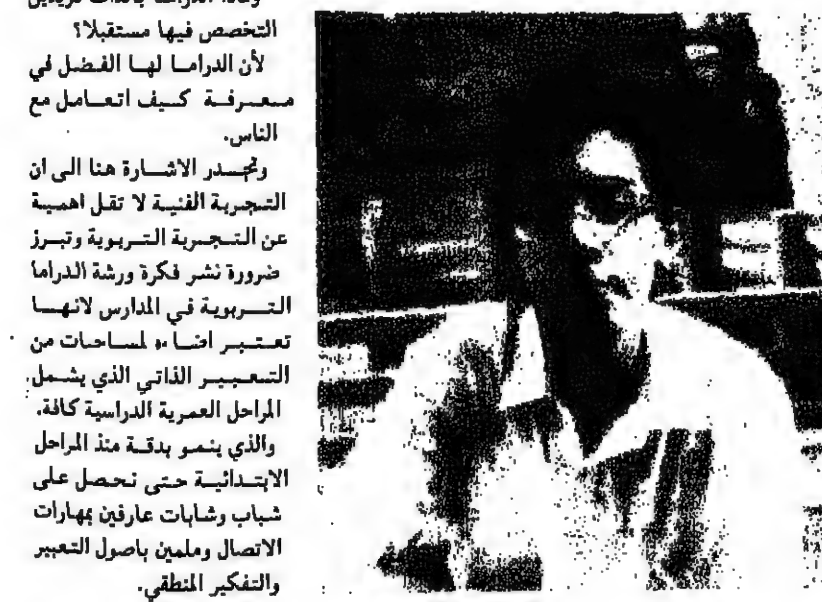 التخصص فيها مستقبلا؟
لأن الدراما لها الفضل في
معرفة كيف اتعامل مع
الناس.
وتجدر الاشارة هنا الى ان
التجربة الفنية لا تقل اهمية
عن التجربة التربوية وتبرز
ضرورة نشر فكرة ورشة الدراما
التربوية في المدارس لانها
تعتبر اضاءة لمساحات من
التعبير الذاتي الذي يشمل
المراحل العمرية الدراسية كافة.
والذي ينمو بدقة منذ المراحل
الابتدائية حتى نحصل على
شباب وشابات عارفين بمهارات
الاتصال وملمين باصول التعبير
والتفكير المنطقي.